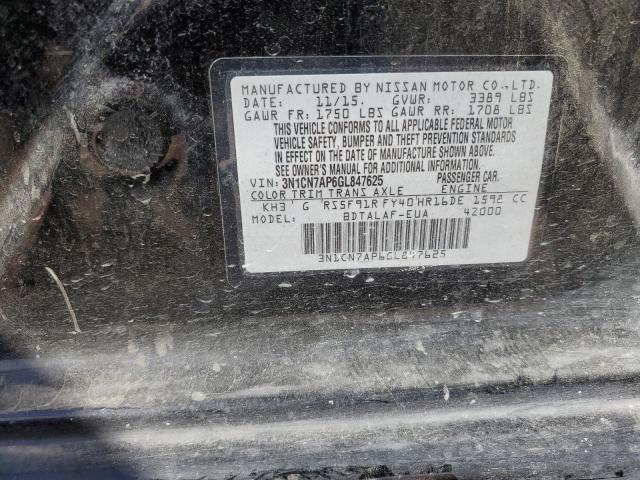 MANUFACTURED BY NISSAN MOTOR CO., LTD.
DATE: 11/15. GVWR: 3389 LBS
GAWR FR: 1750 LBS GAWR RR: 1708 LBS
THIS VEHICLE CONFORMS TO ALL APPLICABLE FEDERAL MOTOR
VEHICLE SAFETY, BUMPER AND THEFT PREVENTION STANDARDS
IN EFFECT ON THE DATE OF MANUFACTURE SHOWN ABOVE.
SEE OWNER'S MANUAL FOR ADDITIONAL INFORMATION.
VIN: 3N1CN7AP6GL847625 PASSENGER CAR.
COLOR TRIM TRANS AXLE ENGINE
KH3 G RS5F91R FY40 HR16DE 1592 CC
MODEL: BDTALAF-EUA 42000
3N1CN7AP6GL847625